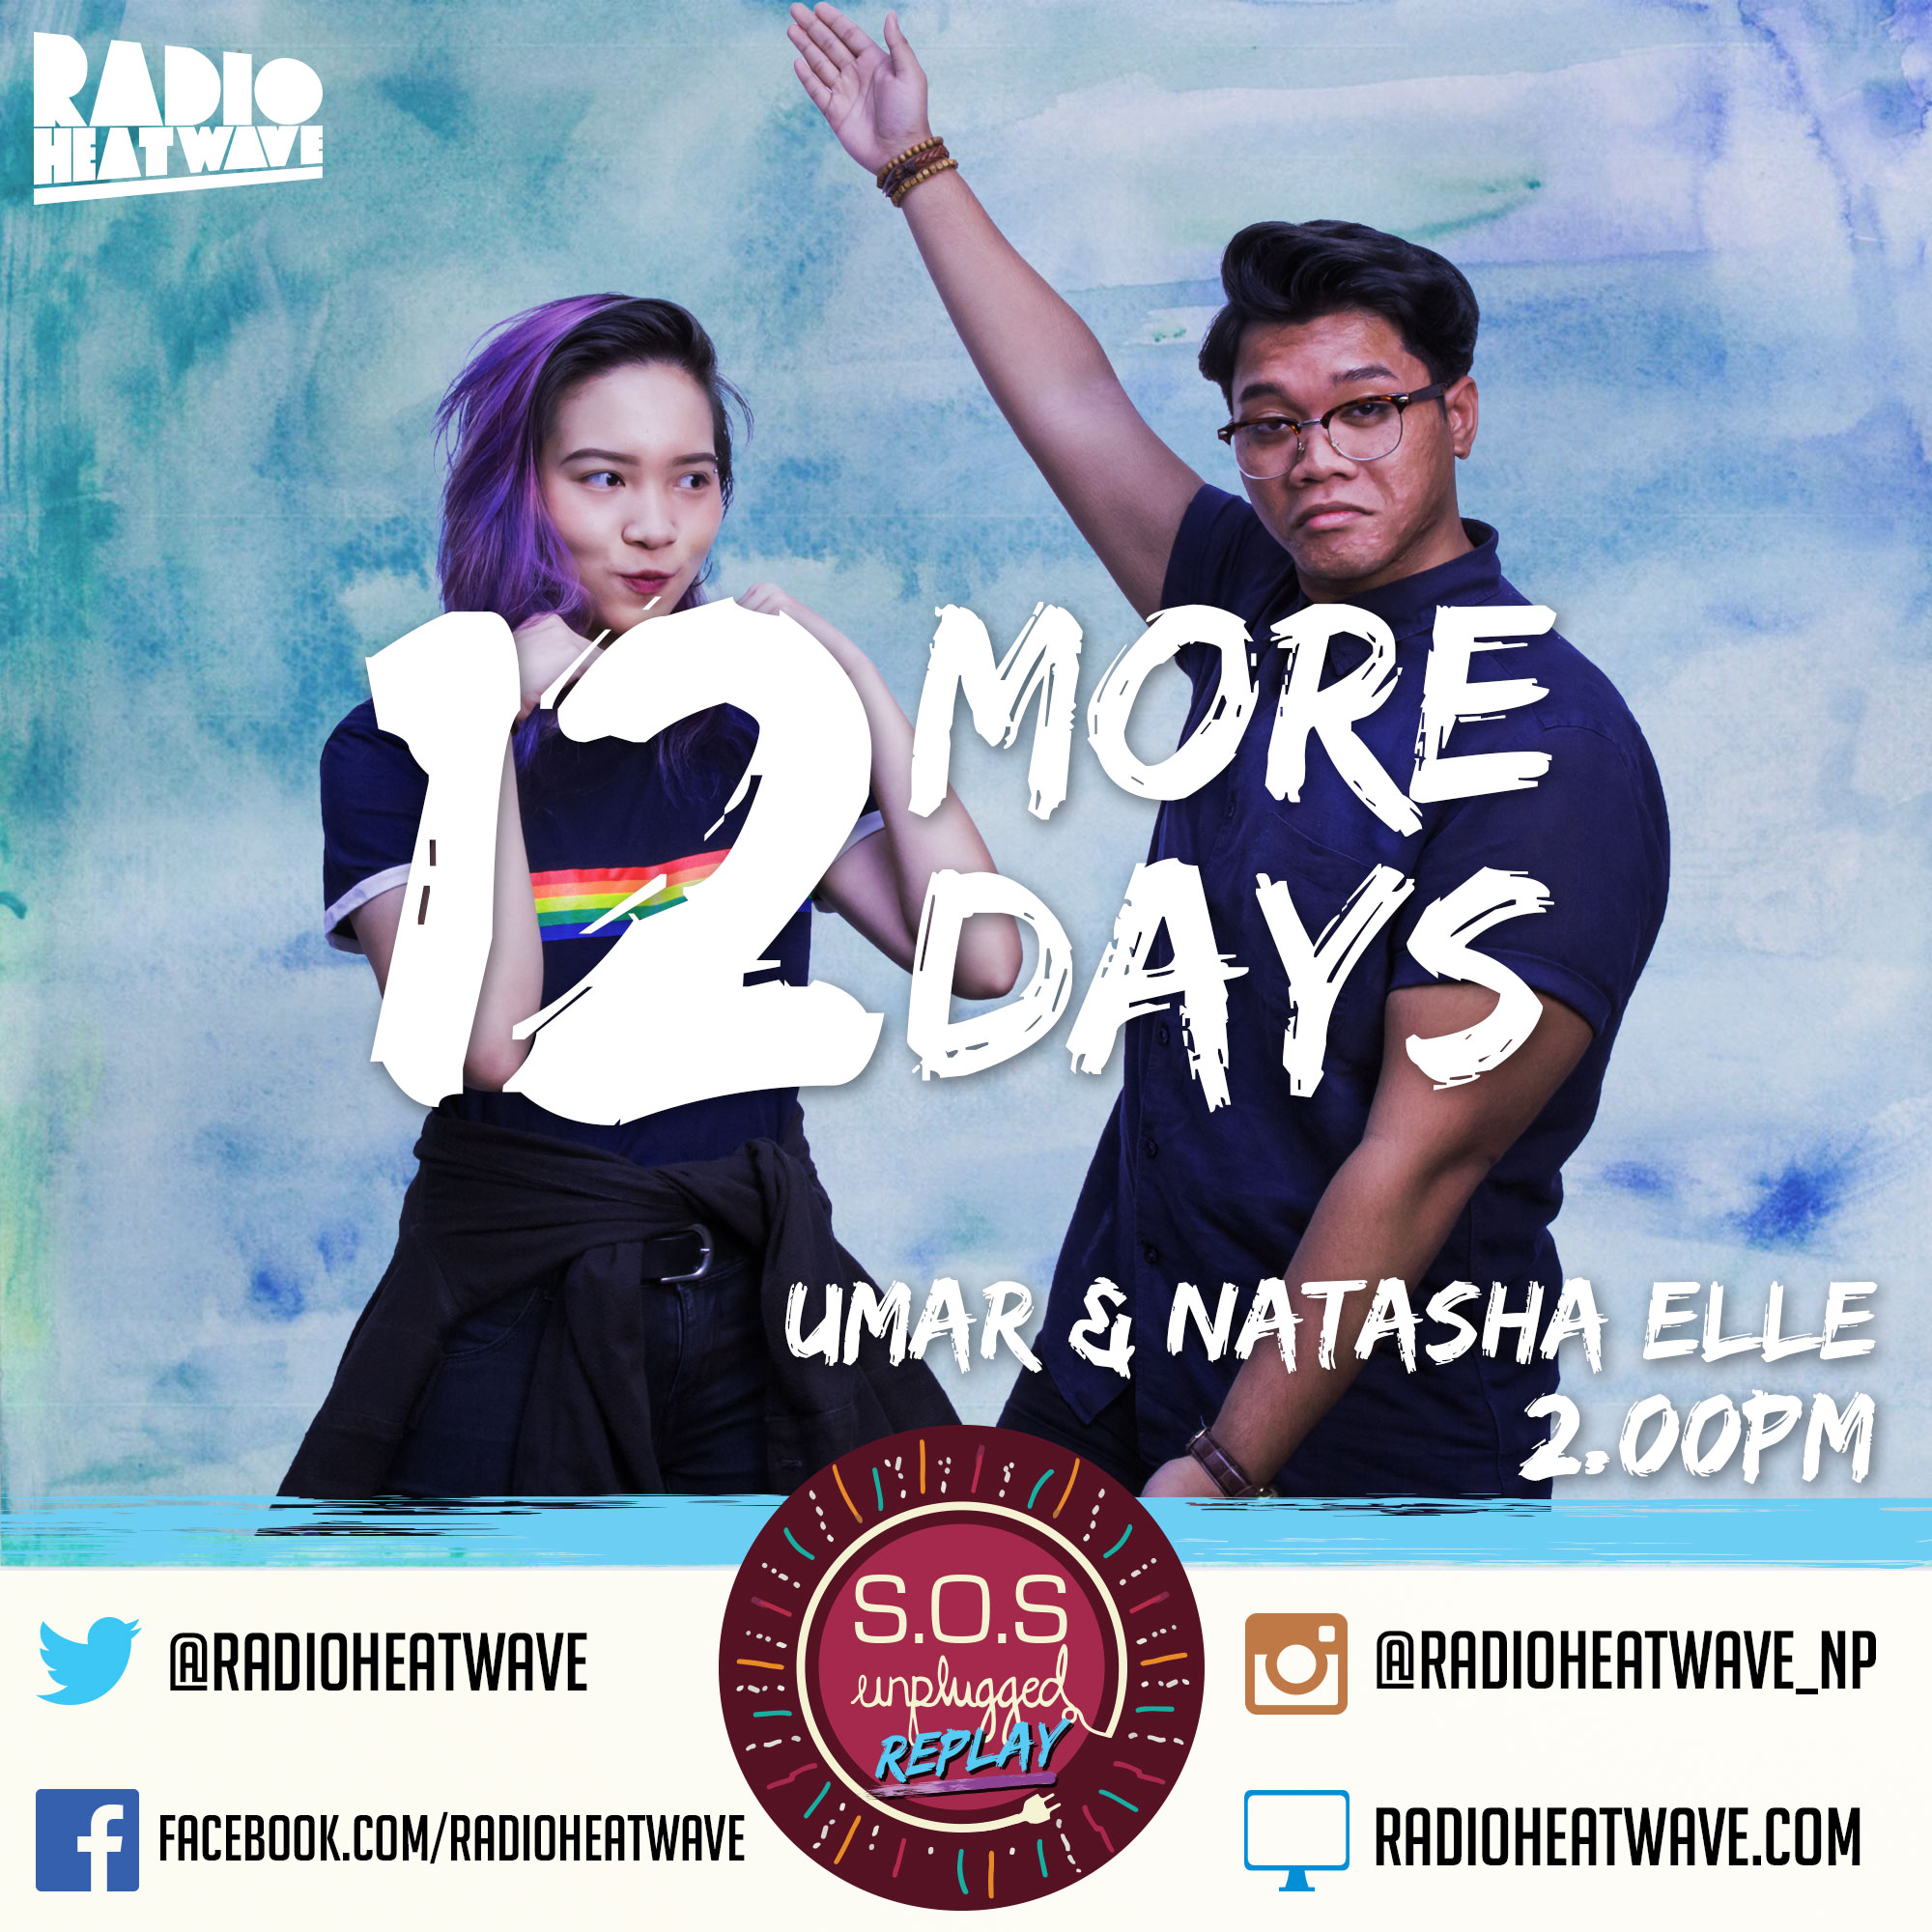 RADIO
HEATWAVE
12 MORE
DAYS
UMAR & NATASHA ELLE
2.00PM
S.O.S
unplugged
REPLAY
@RADIOHEATWAVE
@RADIOHEATWAVE_NP
FACEBOOK.COM/RADIOHEATWAVE
RADIOHEATWAVE.COM